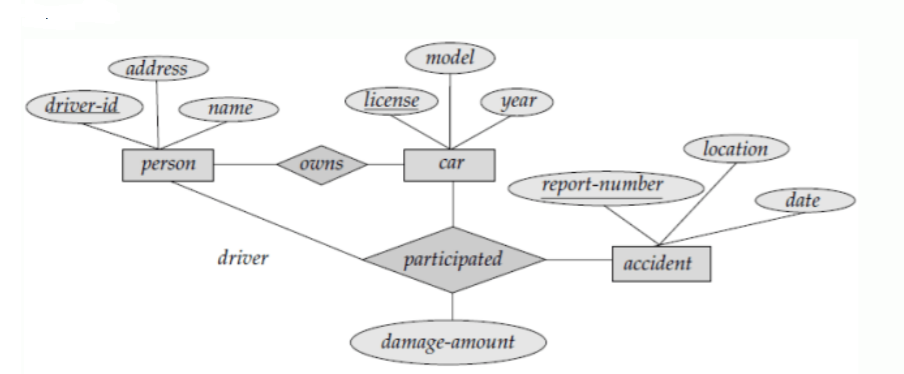 model
address
driver-id
name
license
year
person
owns
car
location
report-number
date
driver
participated
accident
damage-amount